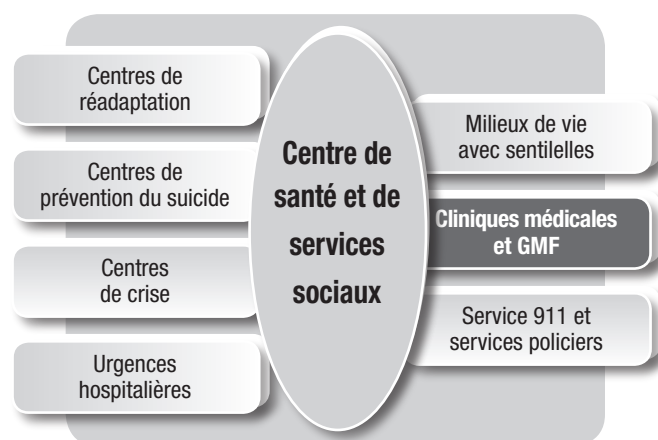 Centres de
réadaptation
Centres de
prévention du suicide
Centres
de crise
Urgences
hospitalières
Centre de
santé et de
services
sociaux
Milieux de vie
avec sentilelles
Cliniques médicales
et GMF
Service 911 et
services policiers